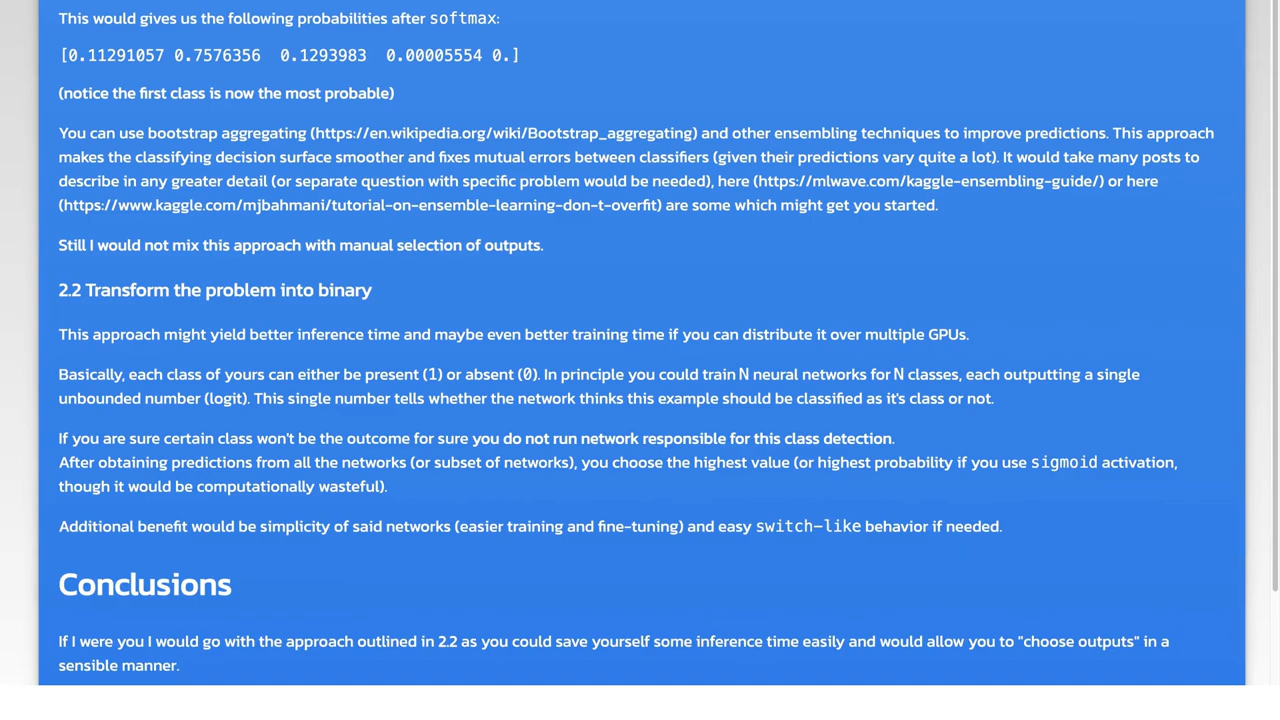 This would gives us the following probabilities after softmax:
[0.11291057 0.7576356  0.1293983  0.00005554 0.]
(notice the first class is now the most probable)
You can use bootstrap aggregating (https://en.wikipedia.org/wiki/Bootstrap_aggregating) and other ensembling techniques to improve predictions. This approach
makes the classifying decision surface smoother and fixes mutual errors between classifiers (given their predictions vary quite a lot). It would take many posts to
describe in any greater detail (or separate question with specific problem would be needed), here (https://mlwave.com/kaggle-ensembling-guide/) or here
(https://www.kaggle.com/mjbahmani/tutorial-on-ensemble-learning-don-t-overfit) are some which might get you started.
Still I would not mix this approach with manual selection of outputs.
2.2 Transform the problem into binary
This approach might yield better inference time and maybe even better training time if you can distribute it over multiple GPUs.
Basically, each class of yours can either be present (1) or absent (0). In principle you could train N neural networks for N classes, each outputting a single
unbounded number (logit). This single number tells whether the network thinks this example should be classified as it's class or not.
If you are sure certain class won't be the outcome for sure you do not run network responsible for this class detection.
After obtaining predictions from all the networks (or subset of networks), you choose the highest value (or highest probability if you use sigmoid activation,
though it would be computationally wasteful).
Additional benefit would be simplicity of said networks (easier training and fine-tuning) and easy switch-like behavior if needed.
Conclusions
If I were you I would go with the approach outlined in 2.2 as you could save yourself some inference time easily and would allow you to "choose outputs" in a
sensible manner.